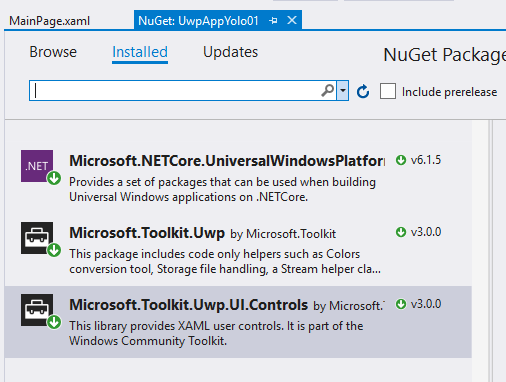 MainPage.xaml
NuGet: UwpAppYolo01
Browse Installed Updates NuGet Package
Include prerelease
.NET Microsoft.NETCore.UniversalWindowsPlatfor v6.1.5
Provides a set of packages that can be used when building
Universal Windows applications on .NETCore.
Microsoft.Toolkit.Uwp by Microsoft.Toolkit v3.0.0
This package includes code only helpers such as Colors
conversion tool, Storage file handling, a Stream helper cla...
Microsoft.Toolkit.Uwp.UI.Controls by Microsoft. v3.0.0
This library provides XAML user controls. It is part of the
Windows Community Toolkit.